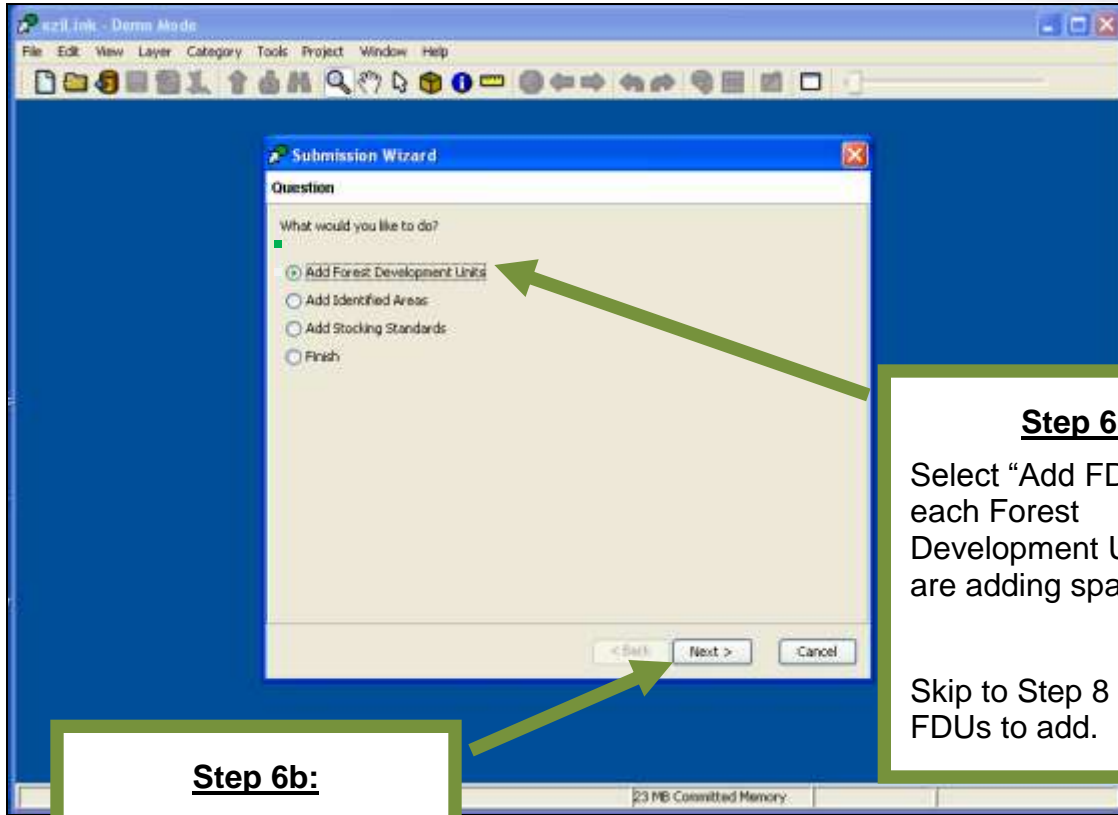 ezLink - Demo Mode
File Edit View Layer Category Tools Project Window Help
Submission Wizard
Question
What would you like to do?
Add Forest Development Units
Add Identified Areas
Add Stocking Standards
Finish
< Back Next > Cancel
Step 6
Select “Add FD
each Forest
Development U
are adding spa
Skip to Step 8
FDUs to add.
Step 6b:
23 MB Committed Memory